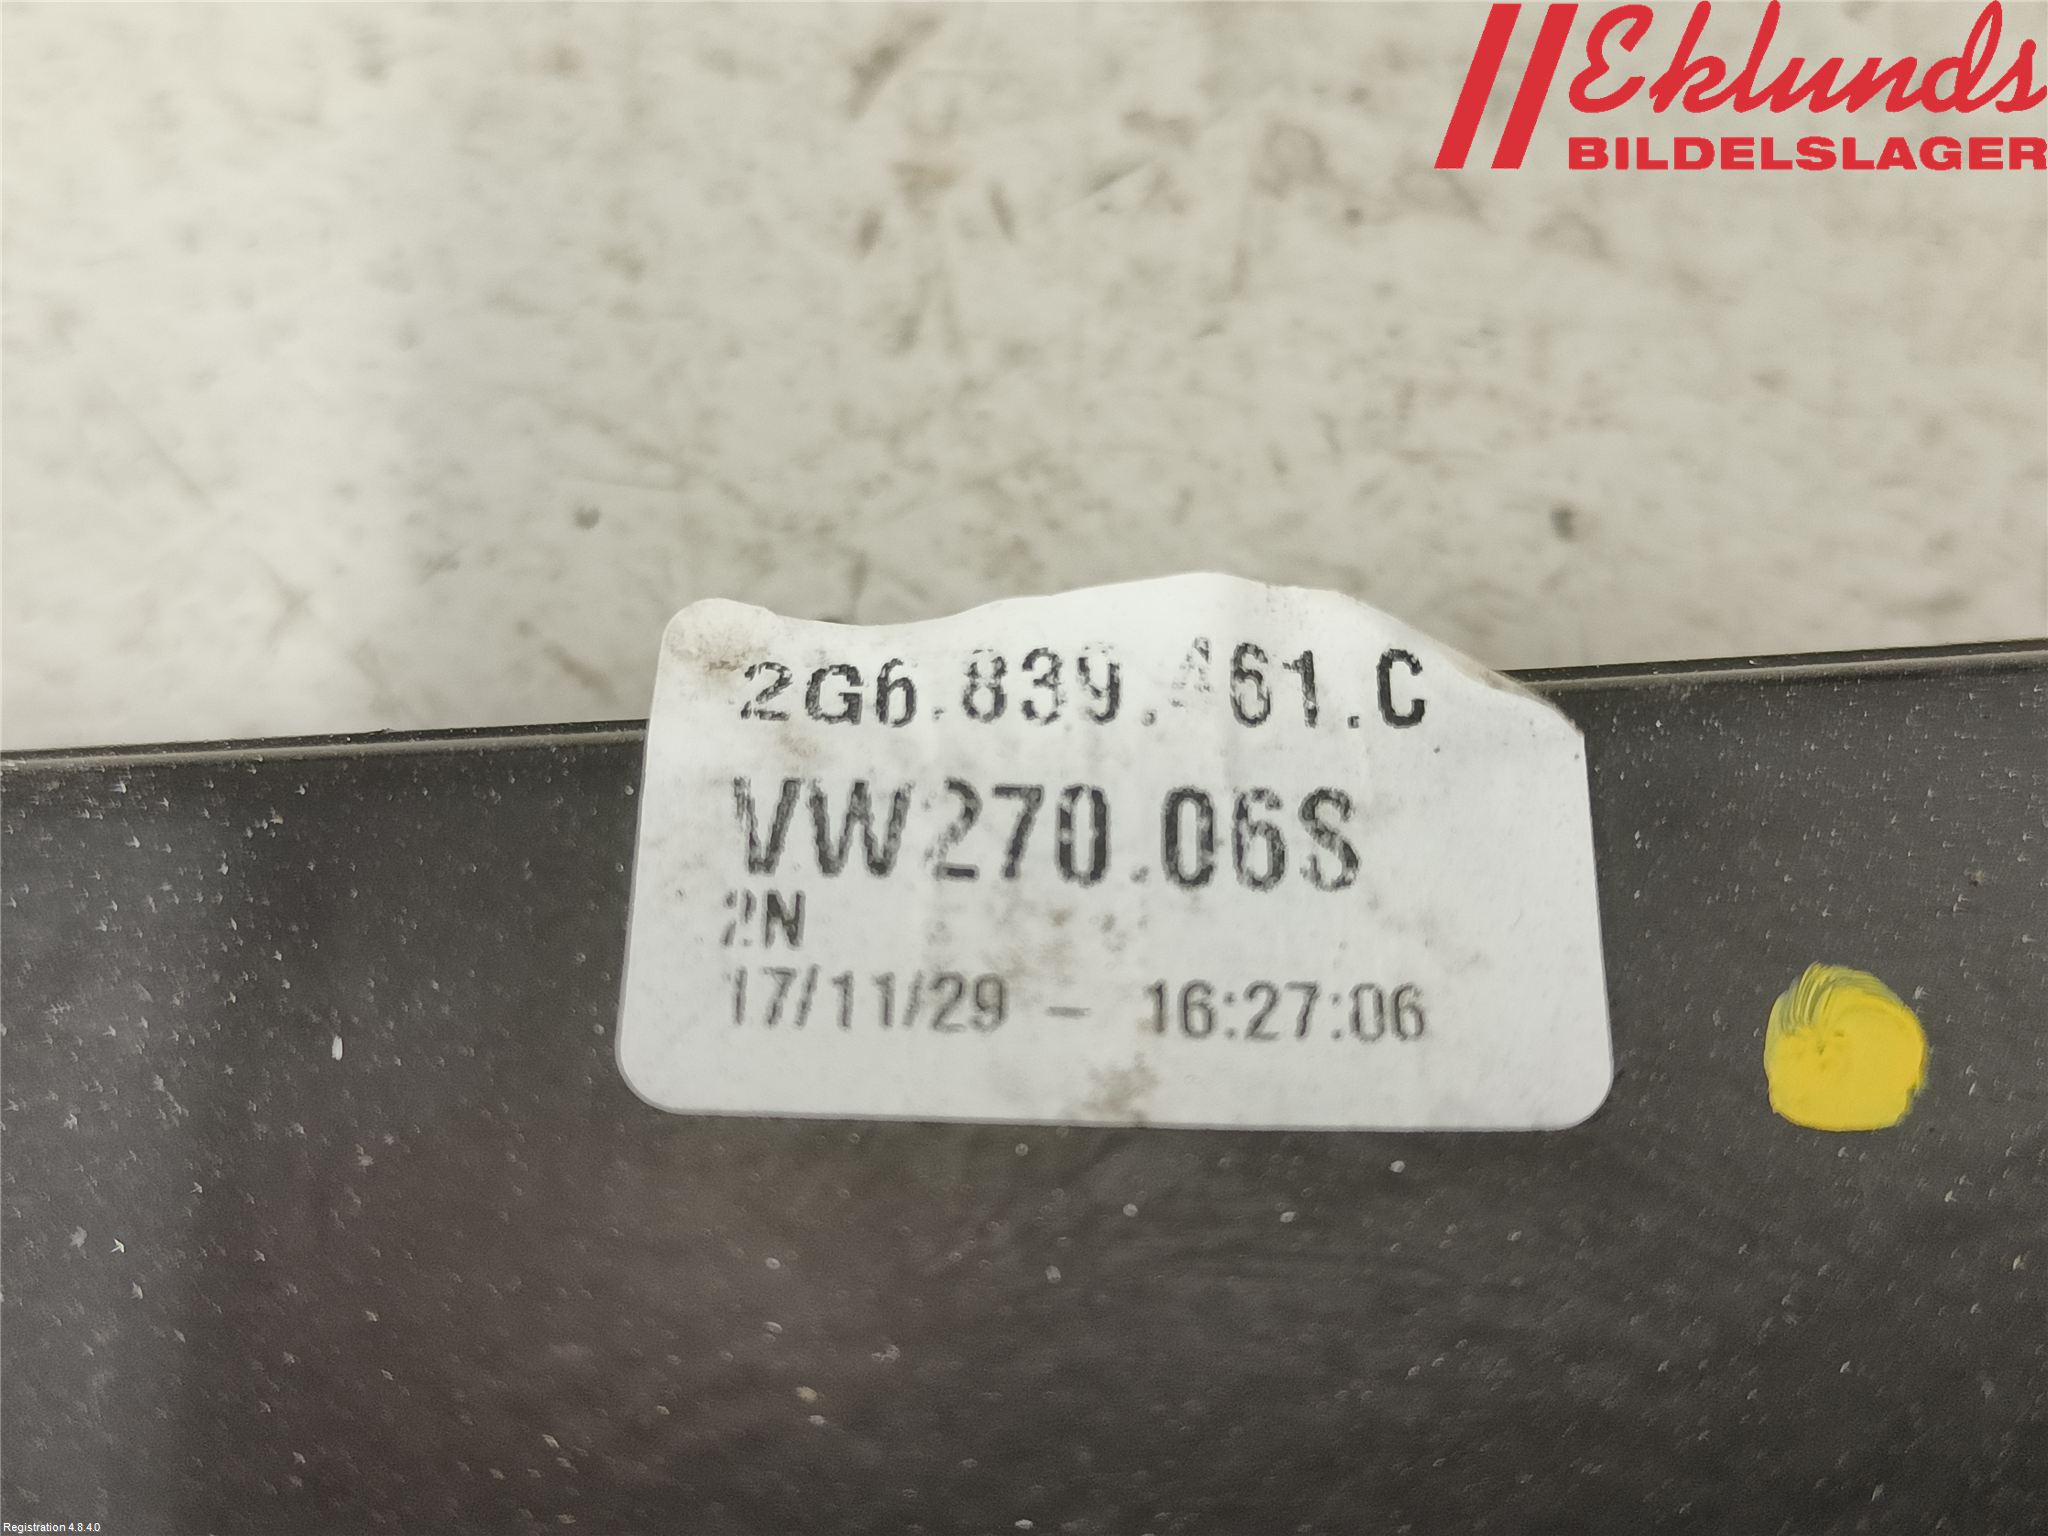 Eklunds
BILDELSLAGER
2G6.839.461.C
VW270.06S
2N
17/11/29 - 16:27:06
Registration 4.8.4.0